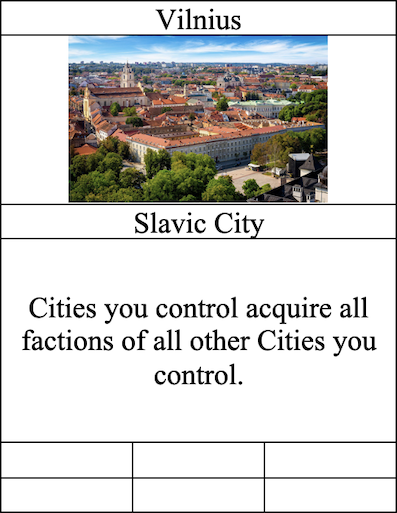 Vilnius
Slavic City
Cities you control acquire all
factions of all other Cities you
control.